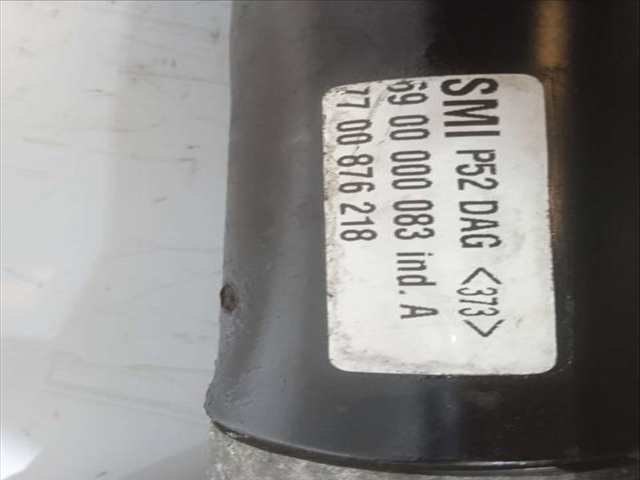 SMI P52 DAG <373>
69 00 000 083 ind. A
77 00 876 218